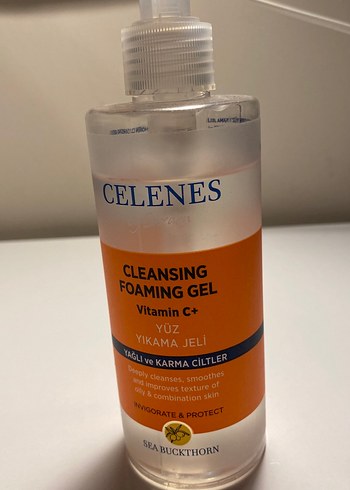 CELENES
CLEANSING
FOAMING GEL
Vitamin C+
YÜZ
YIKAMA JELİ
YAĞLI ve KARMA CİLTLER
Deeply cleanses, smoothes
and improves texture of
oily & combination skin
INVIGORATE & PROTECT
SEA BUCKTHORN